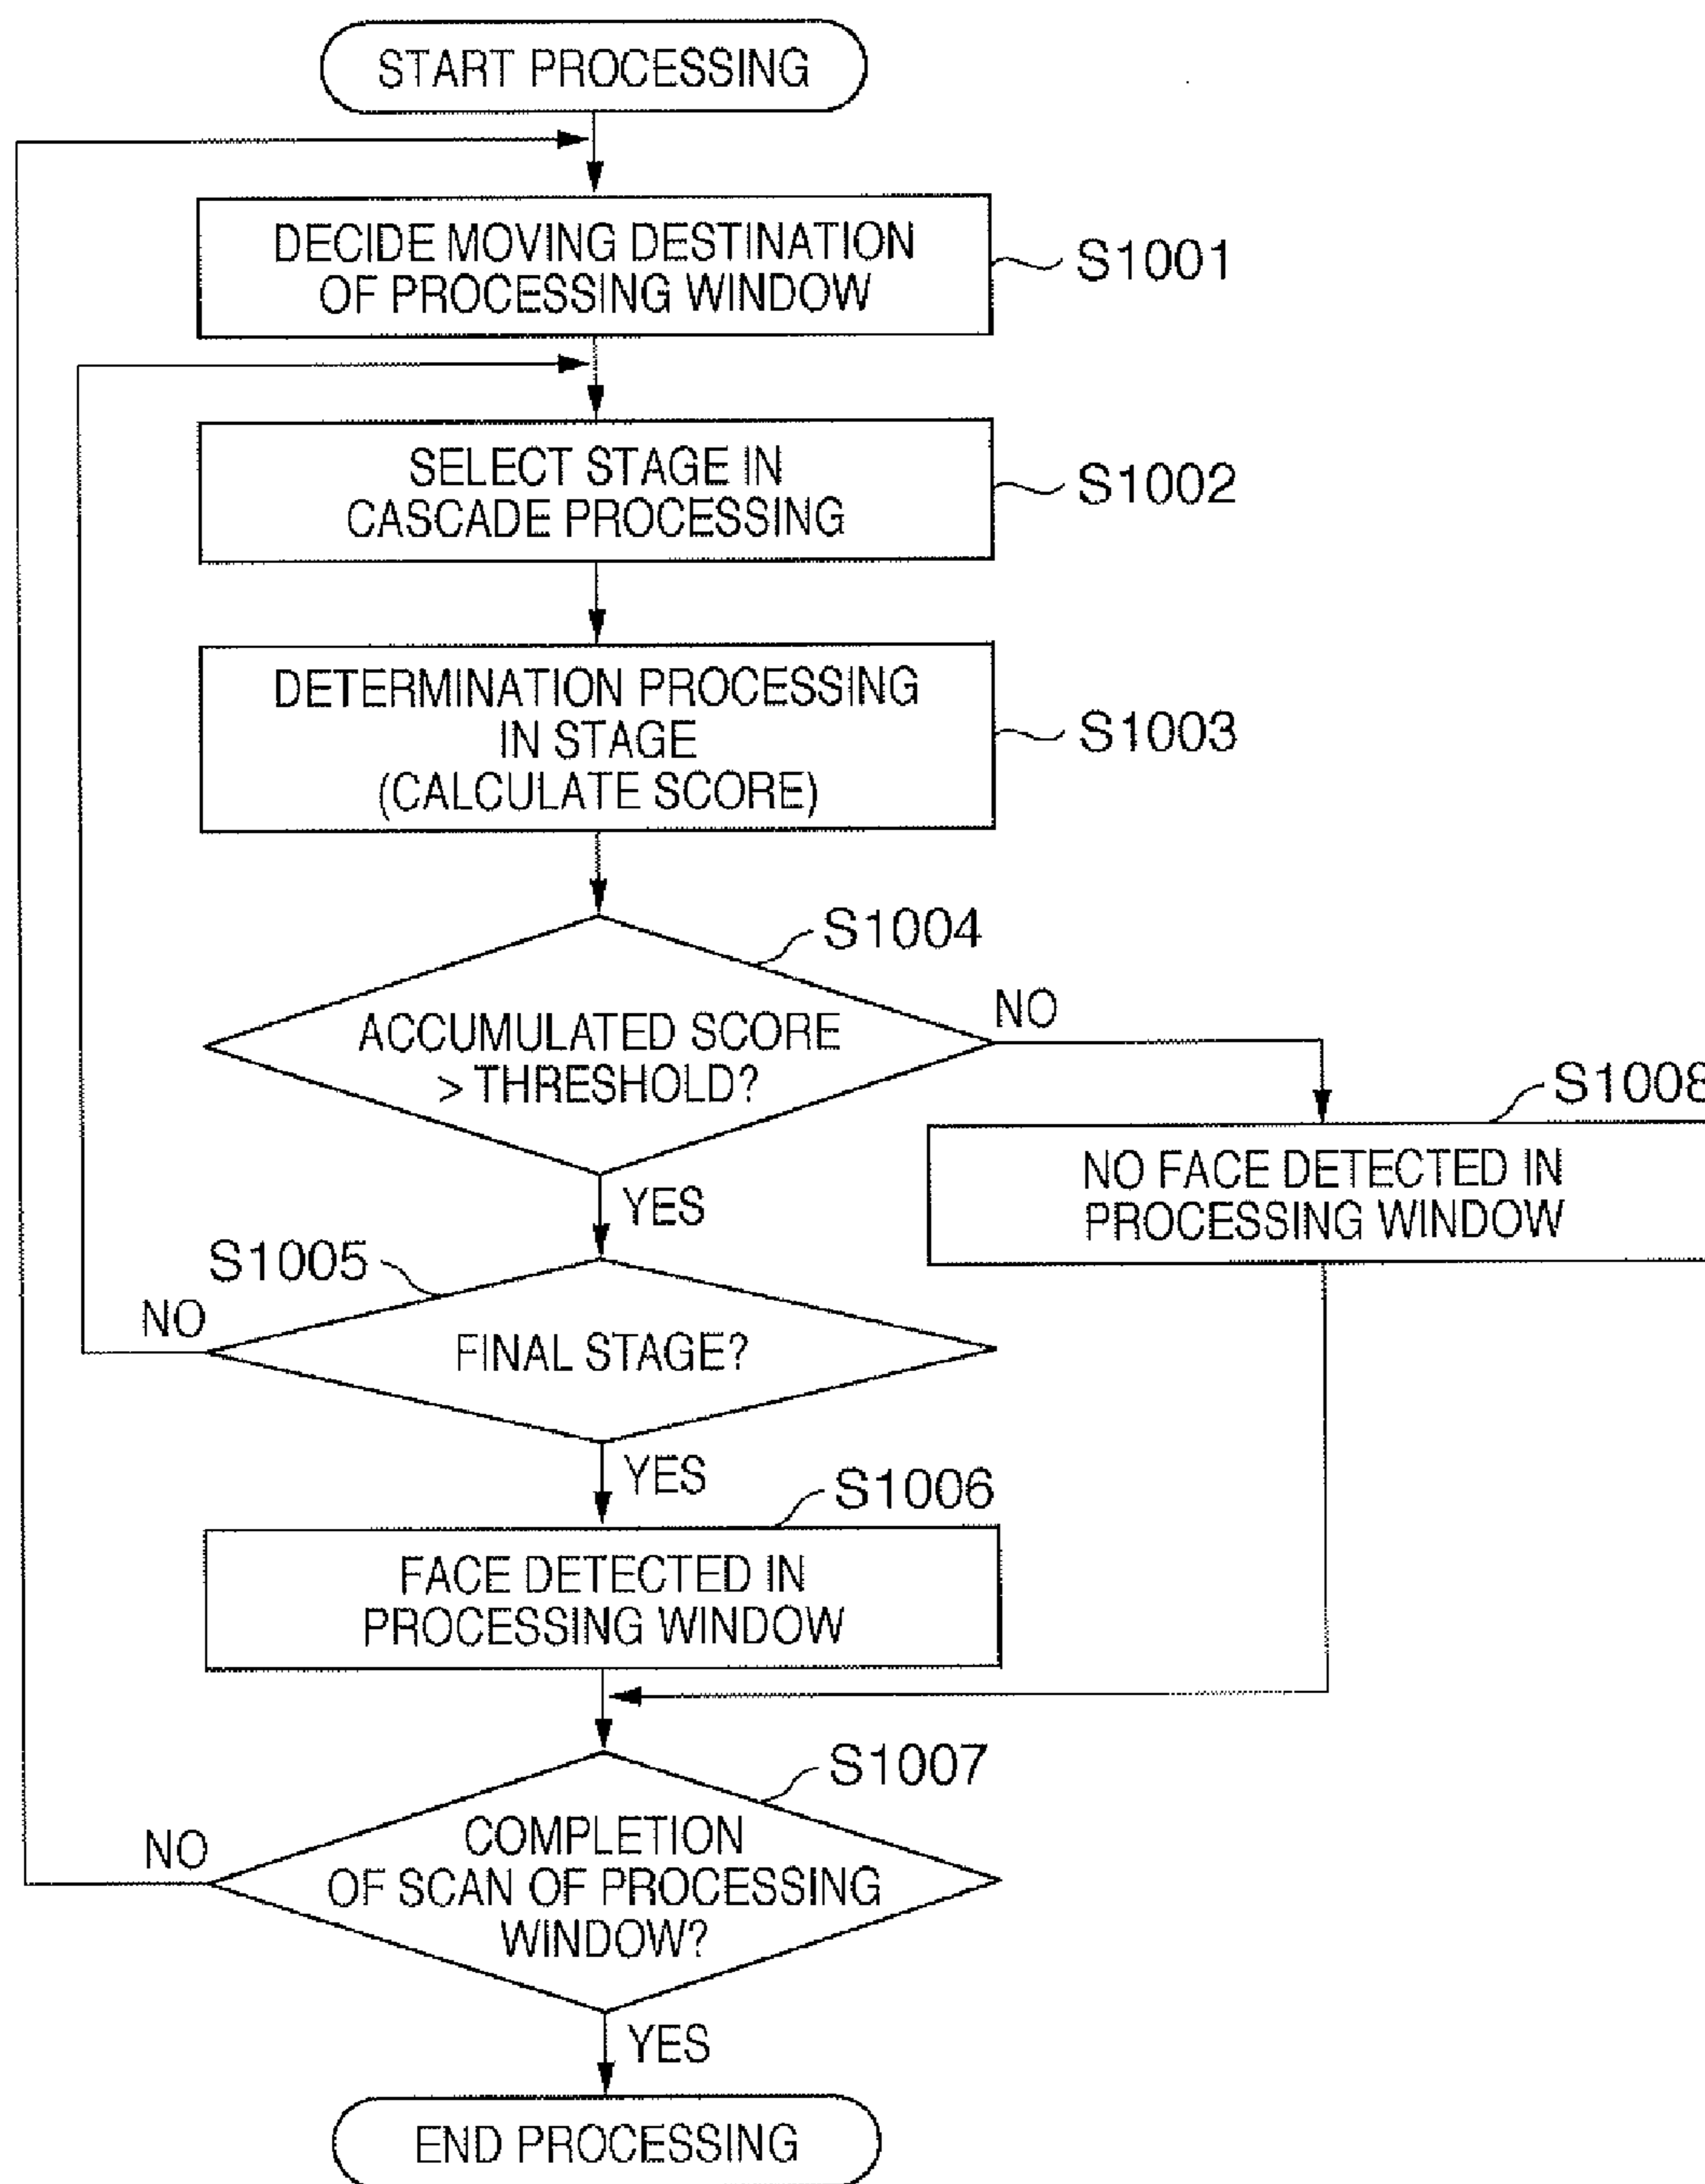 START PROCESSING
DECIDE MOVING DESTINATION
OF PROCESSING WINDOW
S1001
SELECT STAGE IN
CASCADE PROCESSING
S1002
DETERMINATION PROCESSING
IN STAGE
(CALCULATE SCORE)
S1003
S1004
ACCUMULATED SCORE
> THRESHOLD?
NO
YES
S1008
NO FACE DETECTED IN
PROCESSING WINDOW
S1005
NO
FINAL STAGE?
YES
S1006
FACE DETECTED IN
PROCESSING WINDOW
S1007
NO
COMPLETION
OF SCAN OF PROCESSING
WINDOW?
YES
END PROCESSING